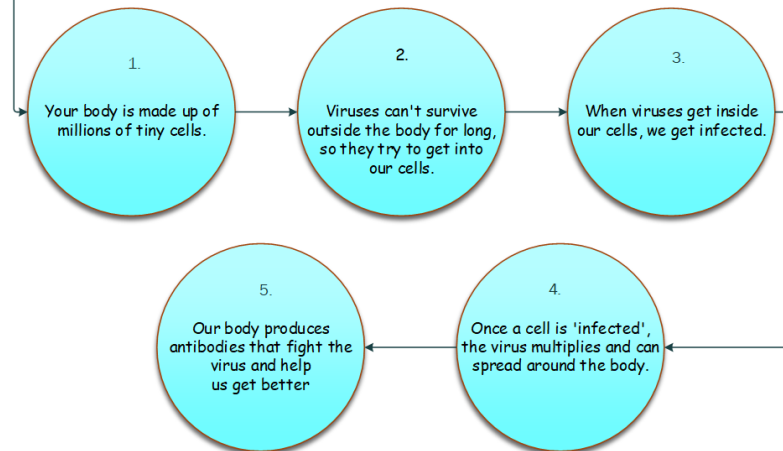 1.
Your body is made up of
millions of tiny cells.
2.
Viruses can't survive
outside the body for long,
so they try to get into
our cells.
3.
When viruses get inside
our cells, we get infected.
4.
Once a cell is 'infected',
the virus multiplies and can
spread around the body.
5.
Our body produces
antibodies that fight the
virus and help
us get better